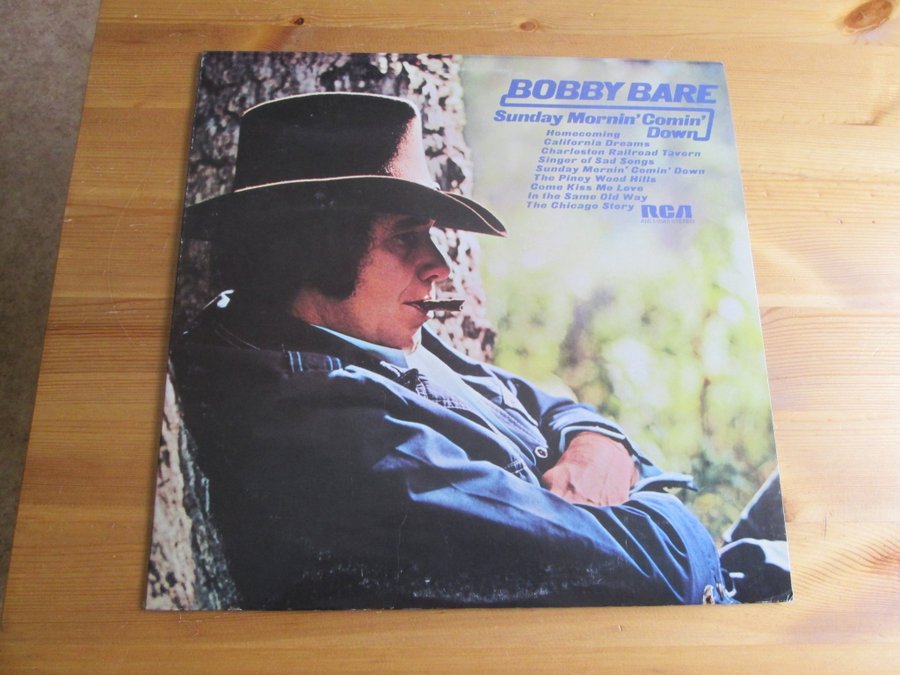 BOBBY BARE
Sunday Mornin' Comin'
Down
Homecoming
California Dreams
Charleston Railroad Tavern
Singer of Sad Songs
Sunday Mornin' Comin' Down
The Piney Wood Hills
Come Kiss Me Love
In the Same Old Way
The Chicago Story
RCA
STEREO